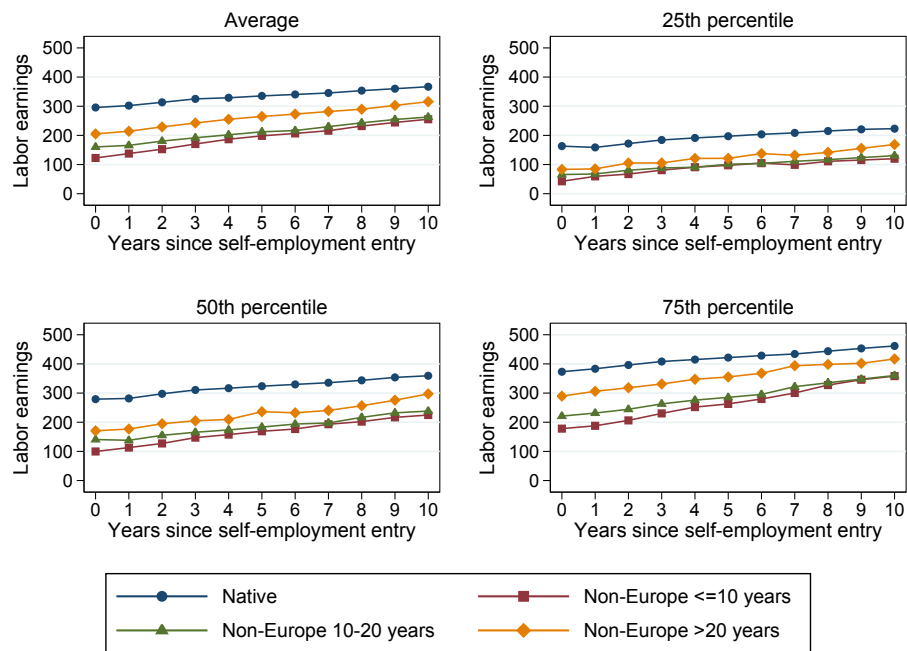 Average
500
400
300
200
100
0
Labor earnings
0 1 2 3 4 5 6 7 8 9 10
Years since self-employment entry
25th percentile
500
400
300
200
100
0
Labor earnings
0 1 2 3 4 5 6 7 8 9 10
Years since self-employment entry
50th percentile
500
400
300
200
100
0
Labor earnings
0 1 2 3 4 5 6 7 8 9 10
Years since self-employment entry
75th percentile
500
400
300
200
100
0
Labor earnings
0 1 2 3 4 5 6 7 8 9 10
Years since self-employment entry
Native
Non-Europe <=10 years
Non-Europe 10-20 years
Non-Europe >20 years